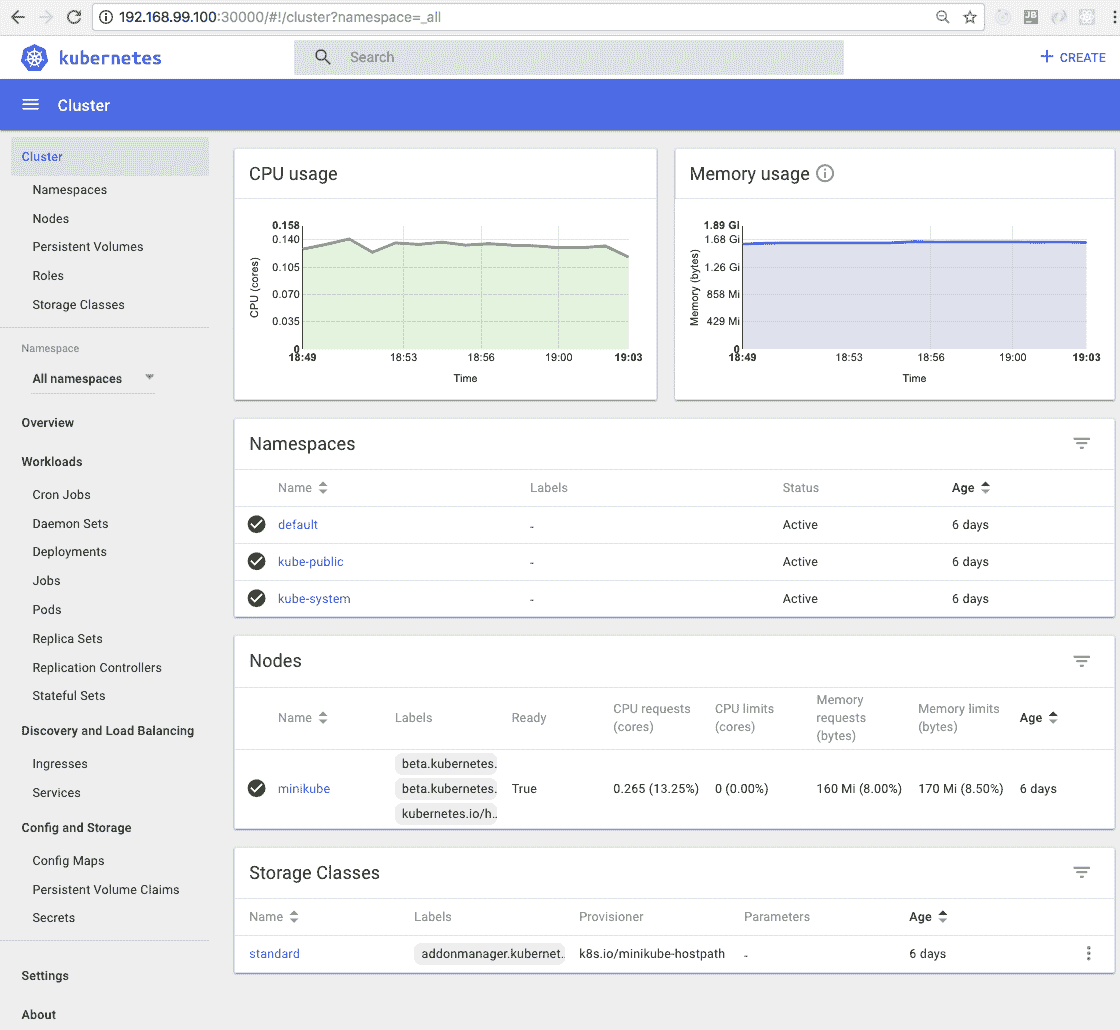 192.168.99.100:30000/#!/cluster?namespace=_all
kubernetes
Search
+ CREATE
Cluster
Cluster
Namespaces
Nodes
Persistent Volumes
Roles
Storage Classes
Namespace
All namespaces
Overview
Workloads
Cron Jobs
Daemon Sets
Deployments
Jobs
Pods
Replica Sets
Replication Controllers
Stateful Sets
Discovery and Load Balancing
Ingresses
Services
Config and Storage
Config Maps
Persistent Volume Claims
Secrets
Settings
About
CPU usage
CPU (cores)
0.158
0.140
0.105
0.070
0.035
0
18:49 18:53 18:56 19:00 19:03
Time
Memory usage
Memory (bytes)
1.89 Gi
1.68 Gi
1.26 Gi
858 Mi
429 Mi
0
18:49 18:53 18:56 19:00 19:03
Time
Namespaces
Name Labels Status Age
default - Active 6 days
kube-public - Active 6 days
kube-system - Active 6 days
Nodes
Name Labels Ready CPU requests (cores) CPU limits (cores) Memory requests (bytes) Memory limits (bytes) Age
beta.kubernetes.
minikube beta.kubernetes. True 0.265 (13.25%) 0 (0.00%) 160 Mi (8.00%) 170 Mi (8.50%) 6 days
kubernetes.io/h..
Storage Classes
Name Labels Provisioner Parameters Age
standard addonmanager.kubernet.. k8s.io/minikube-hostpath - 6 days